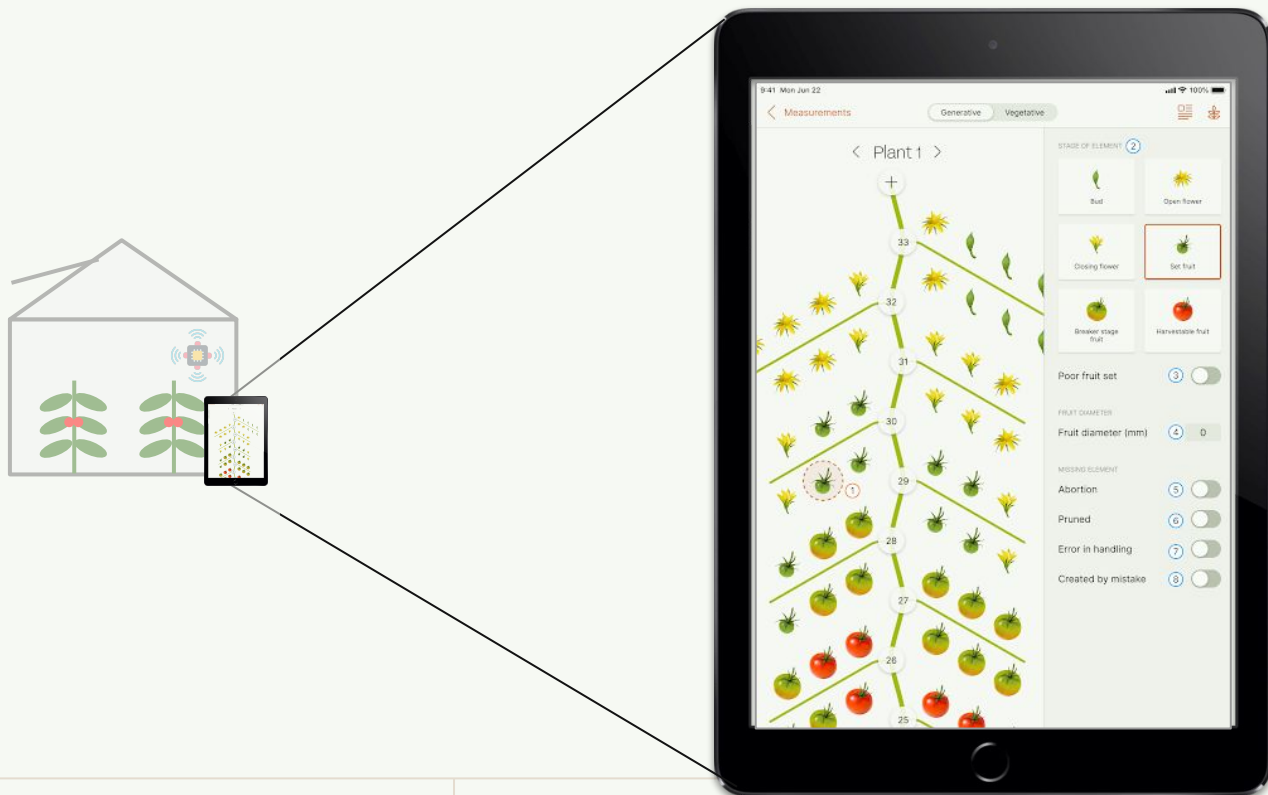 9:41 Mon Jun 22
100%
Measurements
Generative
Vegetative
Plant 1
+
33
32
31
30
29
1
28
27
26
25
STAGE OF ELEMENT 2
Bud
Open flower
Closing flower
Set fruit
Breaker stage
fruit
Harvestable fruit
Poor fruit set 3
FRUIT DIAMETER
Fruit diameter (mm) 4 0
MISSING ELEMENT
Abortion 5
Pruned 6
Error in handling 7
Created by mistake 8